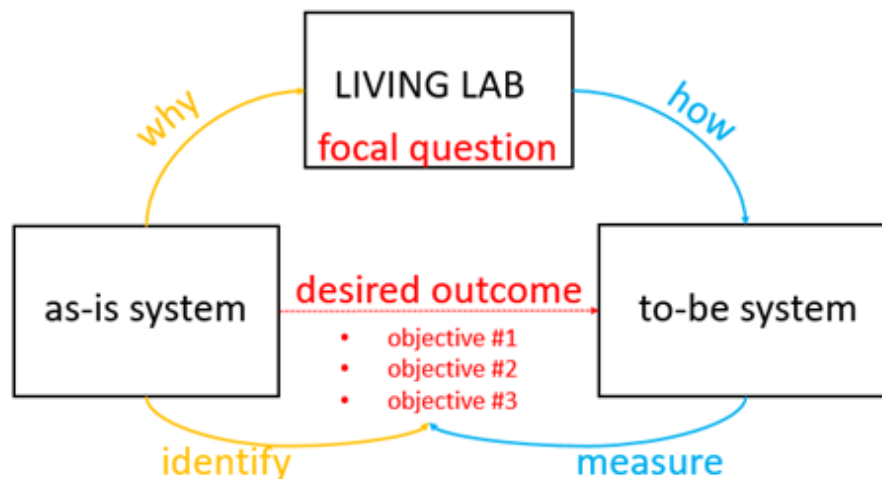 LIVING LAB
focal question
why
how
as-is system
desired outcome
• objective #1
• objective #2
• objective #3
to-be system
identify
measure